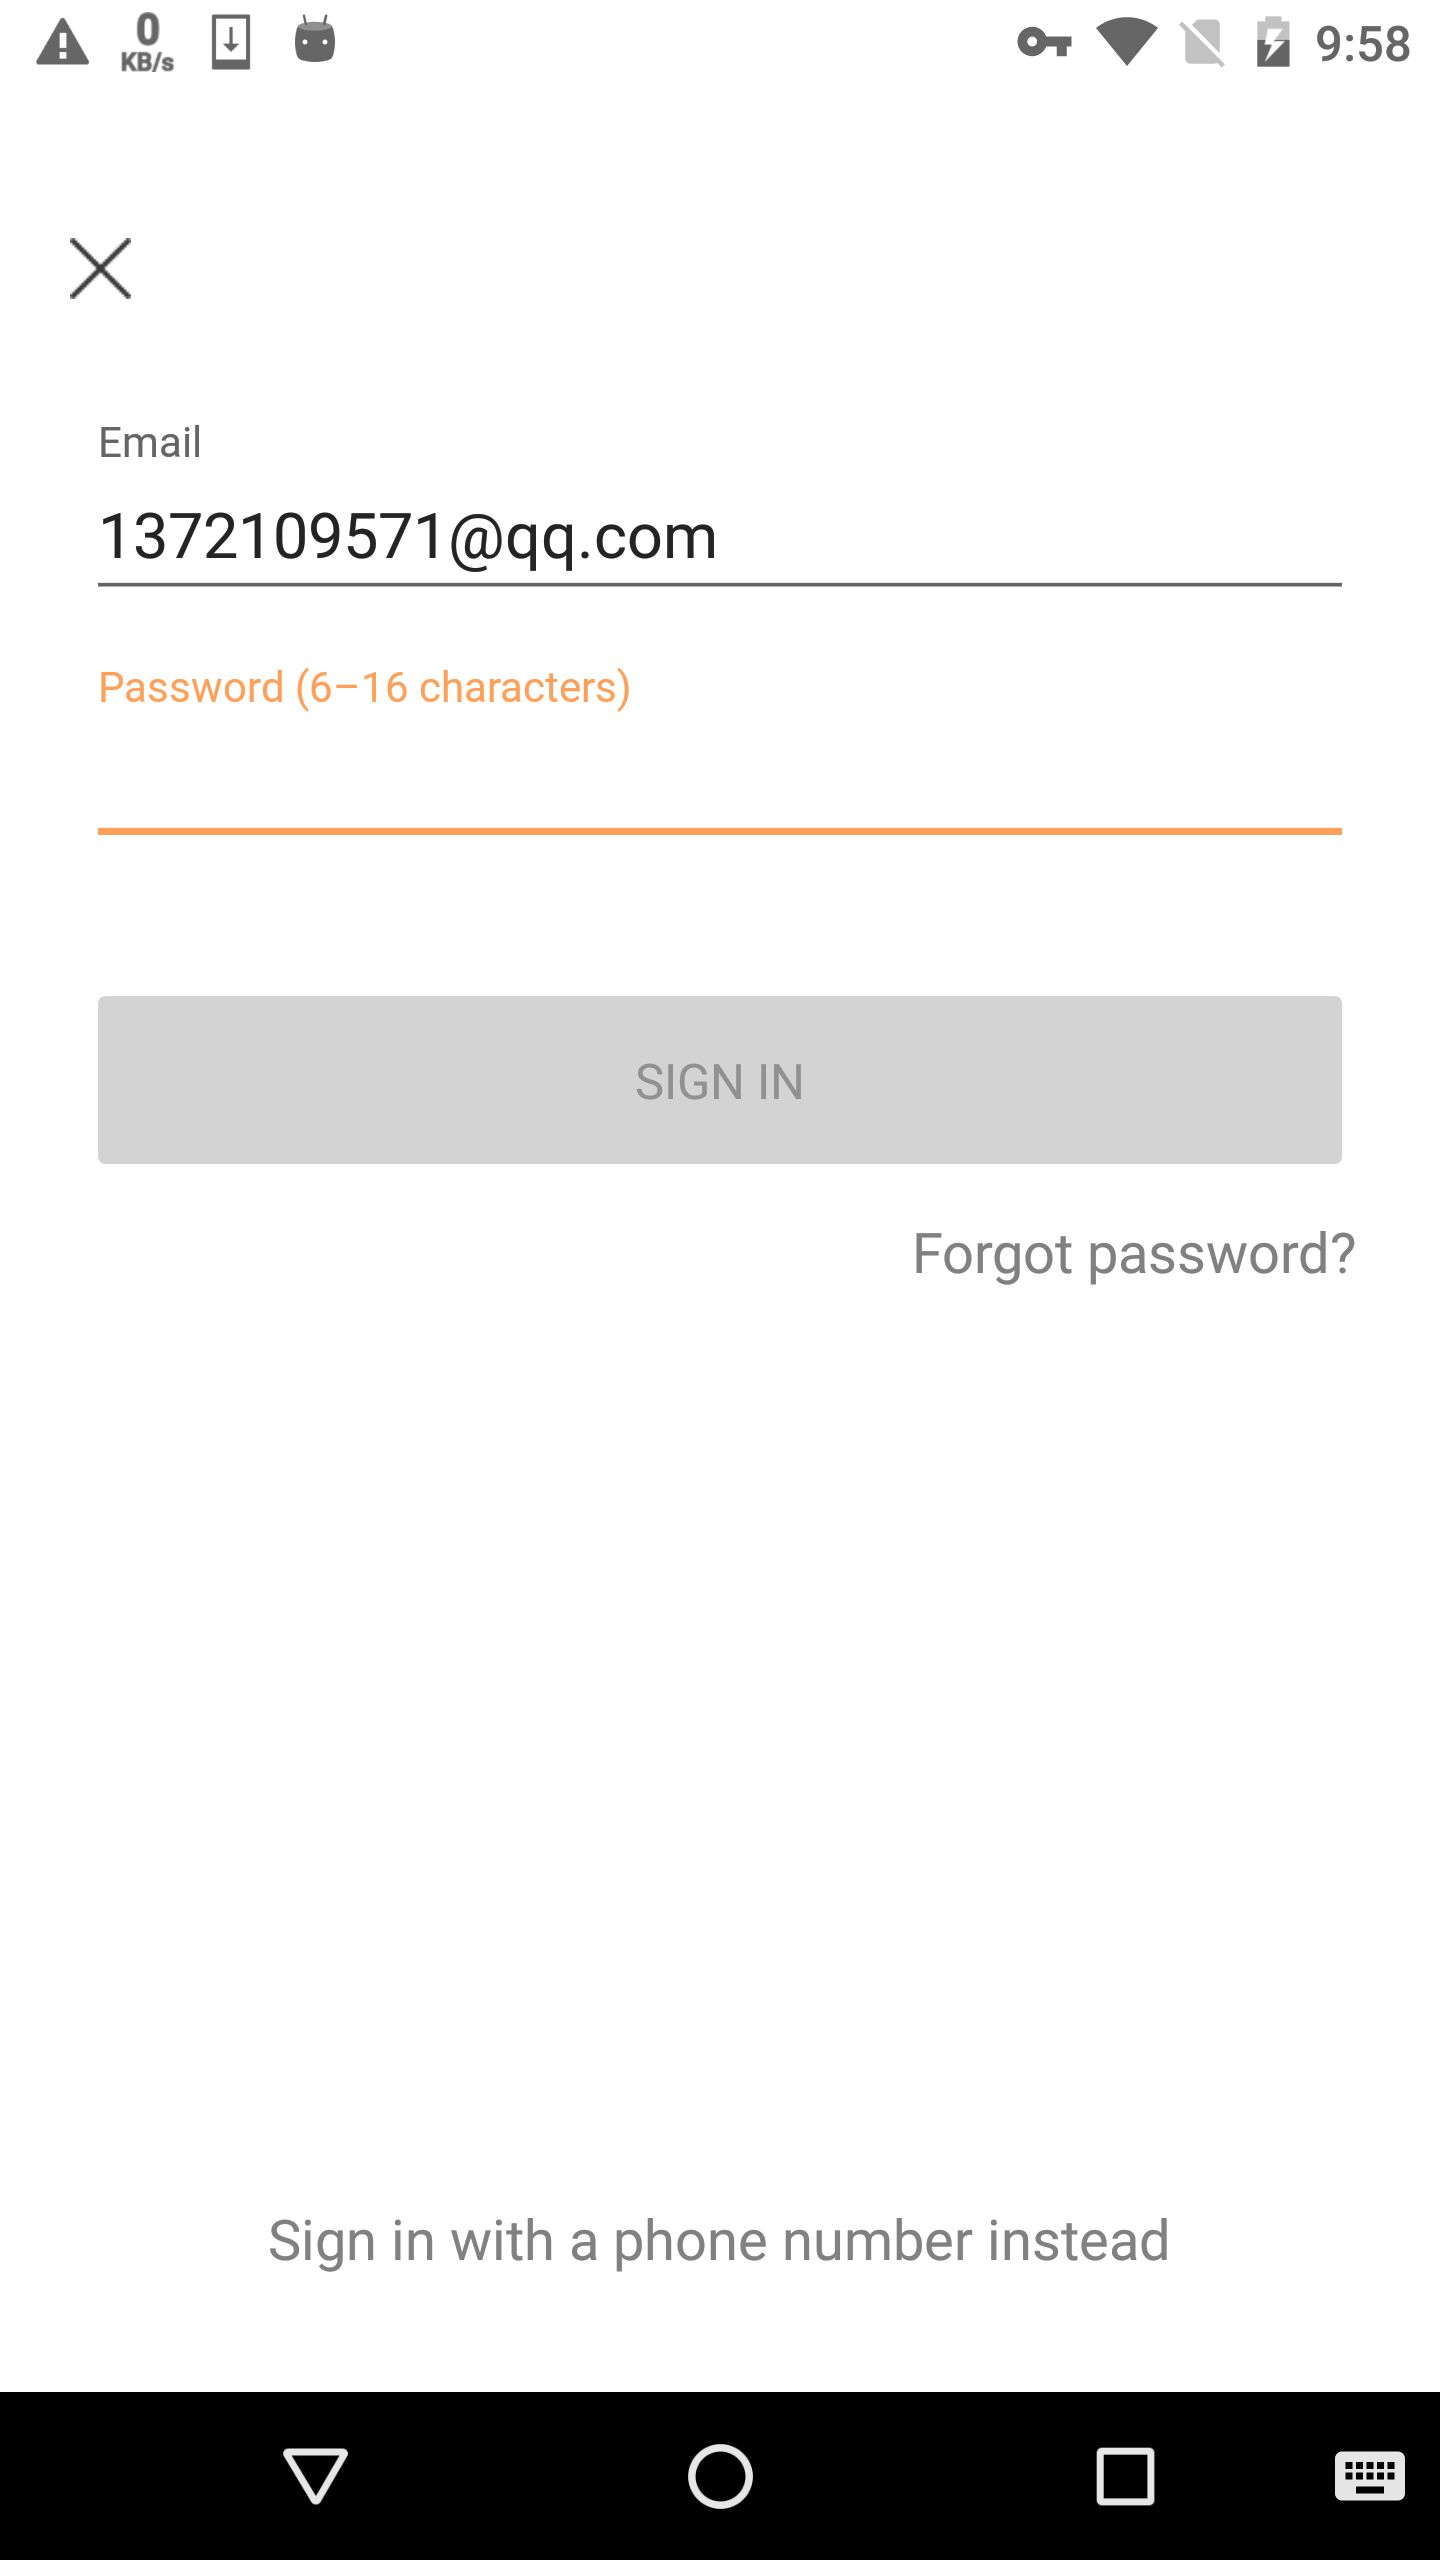 0
KB/s
9:58
Email
1372109571@qq.com
Password (6–16 characters)
SIGN IN
Forgot password?
Sign in with a phone number instead